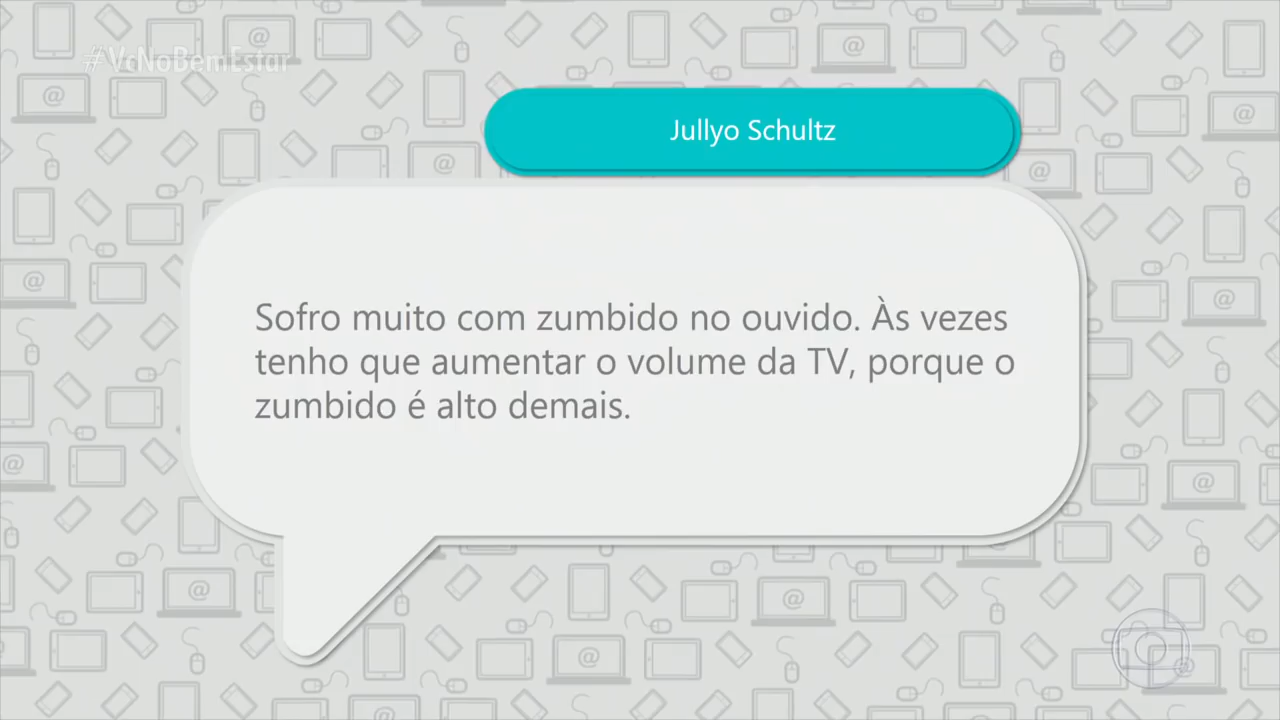 #VcNoBemEstar
Jullyo Schultz
Sofro muito com zumbido no ouvido. Às vezes
tenho que aumentar o volume da TV, porque o
zumbido é alto demais.